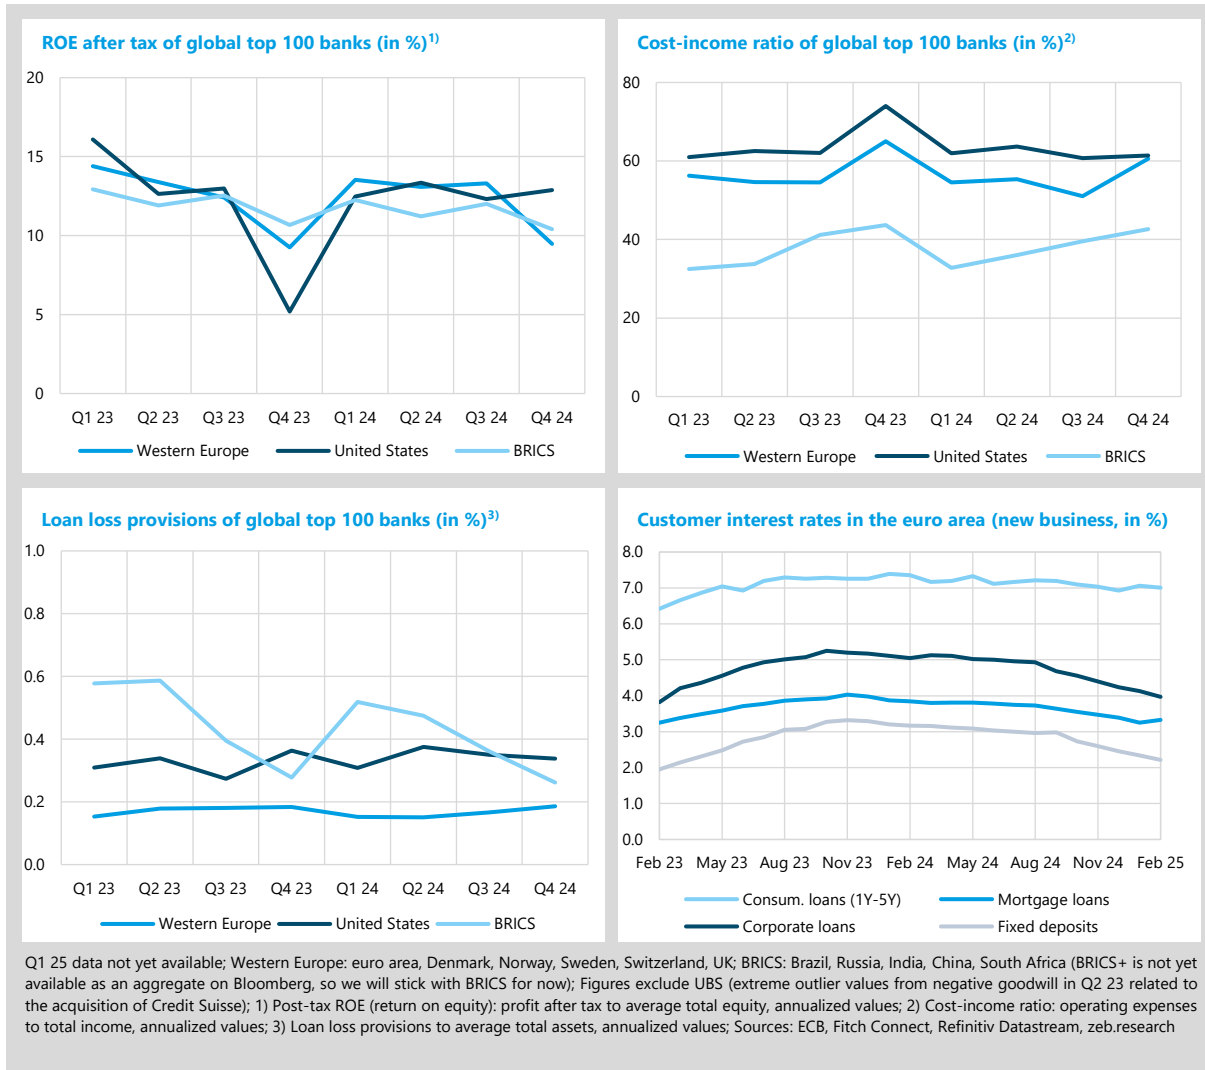 ROE after tax of global top 100 banks (in %)1)
20
15
10
5
0
Q1 23 Q2 23 Q3 23 Q4 23 Q1 24 Q2 24 Q3 24 Q4 24
Western Europe United States BRICS
Cost-income ratio of global top 100 banks (in %)2)
80
60
40
20
0
Q1 23 Q2 23 Q3 23 Q4 23 Q1 24 Q2 24 Q3 24 Q4 24
Western Europe United States BRICS
Loan loss provisions of global top 100 banks (in %)3)
1.0
0.8
0.6
0.4
0.2
0.0
Q1 23 Q2 23 Q3 23 Q4 23 Q1 24 Q2 24 Q3 24 Q4 24
Western Europe United States BRICS
Customer interest rates in the euro area (new business, in %)
8.0
7.0
6.0
5.0
4.0
3.0
2.0
1.0
0.0
Feb 23 May 23 Aug 23 Nov 23 Feb 24 May 24 Aug 24 Nov 24 Feb 25
Consum. loans (1Y-5Y) Mortgage loans
Corporate loans Fixed deposits
Q1 25 data not yet available; Western Europe: euro area, Denmark, Norway, Sweden, Switzerland, UK; BRICS: Brazil, Russia, India, China, South Africa (BRICS+ is not yet
available as an aggregate on Bloomberg, so we will stick with BRICS for now); Figures exclude UBS (extreme outlier values from negative goodwill in Q2 23 related to
the acquisition of Credit Suisse); 1) Post-tax ROE (return on equity): profit after tax to average total equity, annualized values; 2) Cost-income ratio: operating expenses
to total income, annualized values; 3) Loan loss provisions to average total assets, annualized values; Sources: ECB, Fitch Connect, Refinitiv Datastream, zeb.research